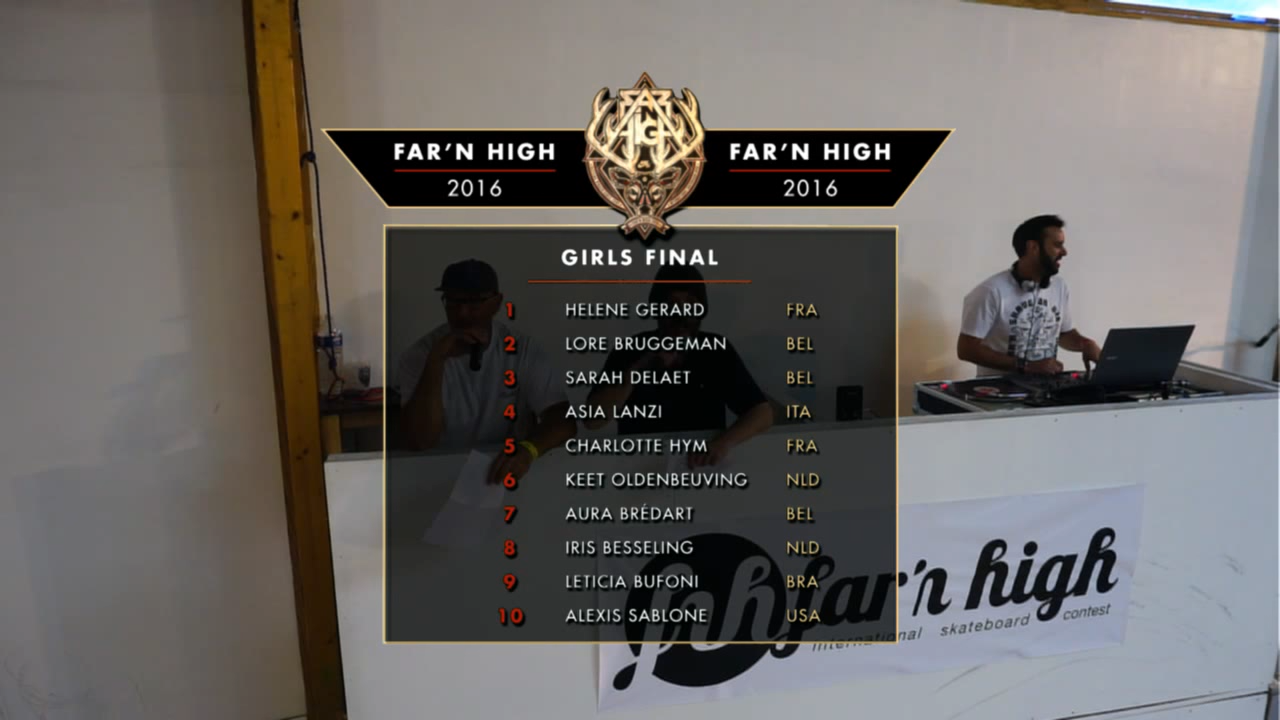 FAR'N HIGH
2016
FAR'N HIGH
2016
GIRLS FINAL
1 HELENE GERARD FRA
2 LORE BRUGGEMAN BEL
3 SARAH DELAET BEL
4 ASIA LANZI ITA
5 CHARLOTTE HYM FRA
6 KEET OLDENBEUVING NLD
7 AURA BRÉDART BEL
8 IRIS BESSELING NLD
9 LETICIA BUFONI BRA
10 ALEXIS SABLONE USA
far'n high
international skateboard contest